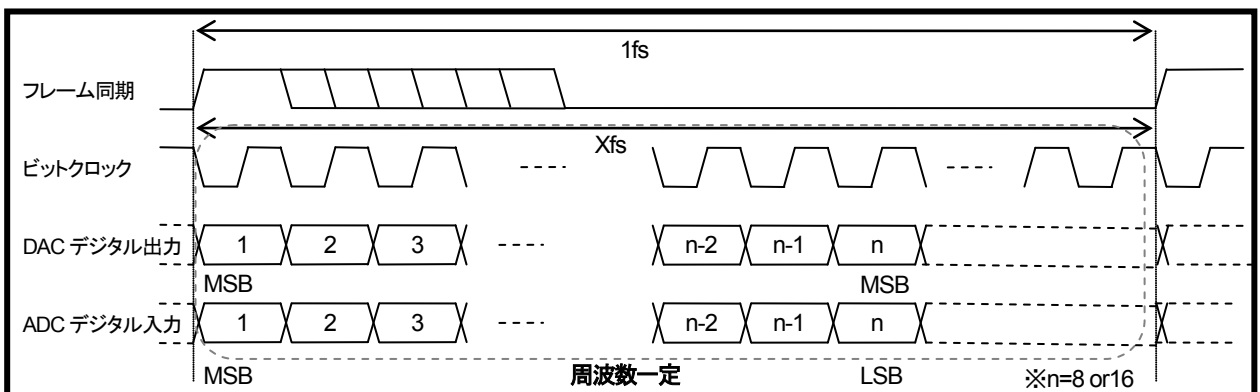 1fs
フレーム同期
Xfs
ビットクロック
DAC デジタル出力 1 2 3 n-2 n-1 n
MSB MSB
ADC デジタル入力 1 2 3 n-2 n-1 n
MSB 周波数一定 LSB ※n=8 or16